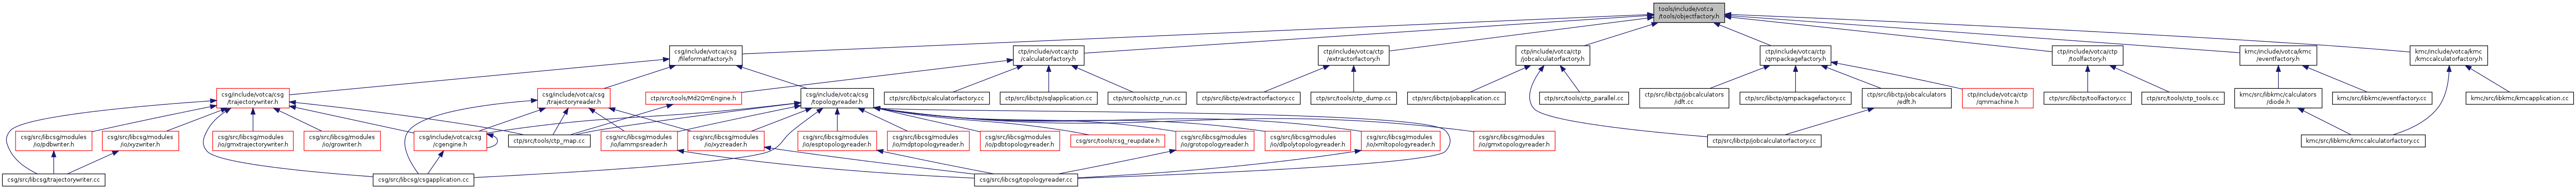 tools/include/votca
/tools/objectfactory.h
csg/include/votca/csg
/fileformatfactory.h
ctp/include/votca/ctp
/calculatorfactory.h
ctp/include/votca/ctp
/extractorfactory.h
ctp/include/votca/ctp
/jobcalculatorfactory.h
ctp/include/votca/ctp
/qmpackagefactory.h
ctp/include/votca/ctp
/toolfactory.h
kmc/include/votca/kmc
/eventfactory.h
kmc/include/votca/kmc
/kmccalculatorfactory.h
csg/include/votca/csg
/trajectorywriter.h
csg/include/votca/csg
/trajectoryreader.h
ctp/src/tools/Md2QmEngine.h
csg/include/votca/csg
/topologyreader.h
ctp/src/libctp/calculatorfactory.cc
ctp/src/libctp/sqlapplication.cc
ctp/src/tools/ctp_run.cc
ctp/src/libctp/extractorfactory.cc
ctp/src/tools/ctp_dump.cc
ctp/src/libctp/jobapplication.cc
ctp/src/tools/ctp_parallel.cc
ctp/src/libctp/jobcalculators
/idft.cc
ctp/src/libctp/qmpackagefactory.cc
ctp/src/libctp/jobcalculators
/edft.h
ctp/include/votca/ctp
/qmmachine.h
ctp/src/libctp/toolfactory.cc
ctp/src/tools/ctp_tools.cc
kmc/src/libkmc/calculators
/diode.h
kmc/src/libkmc/eventfactory.cc
kmc/src/libkmc/kmcapplication.cc
csg/src/libcsg/modules
/io/pdbwriter.h
csg/src/libcsg/modules
/io/xyzwriter.h
csg/src/libcsg/modules
/io/gmxtrajectorywriter.h
csg/src/libcsg/modules
/io/growriter.h
csg/include/votca/csg
/cgengine.h
ctp/src/tools/ctp_map.cc
csg/src/libcsg/modules
/io/lammpsreader.h
csg/src/libcsg/modules
/io/xyzreader.h
csg/src/libcsg/modules
/io/esptopologyreader.h
csg/src/libcsg/modules
/io/mdptopologyreader.h
csg/src/libcsg/modules
/io/pdbtopologyreader.h
csg/src/tools/csg_reupdate.h
csg/src/libcsg/modules
/io/grotopologyreader.h
csg/src/libcsg/modules
/io/dlpolytopologyreader.h
csg/src/libcsg/modules
/io/xmltopologyreader.h
csg/src/libcsg/modules
/io/gmxtopologyreader.h
ctp/src/libctp/jobcalculatorfactory.cc
kmc/src/libkmc/kmccalculatorfactory.cc
csg/src/libcsg/trajectorywriter.cc
csg/src/libcsg/csgapplication.cc
csg/src/libcsg/topologyreader.cc